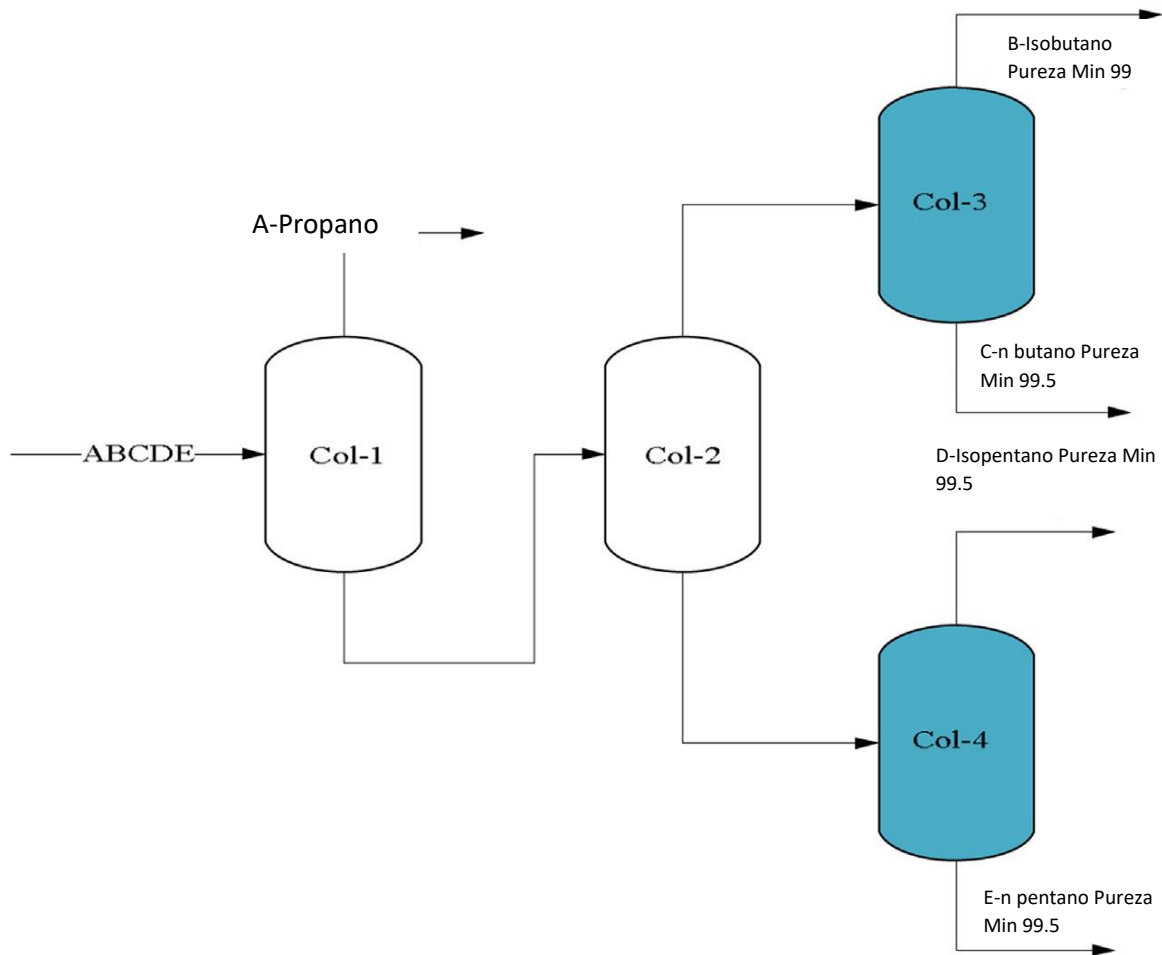 B-Isobutano
Pureza Min 99
Col-3
A-Propano
C-n butano Pureza
Min 99.5
ABCDE
Col-1
Col-2
D-Isopentano Pureza Min
99.5
Col-4
E-n pentano Pureza
Min 99.5